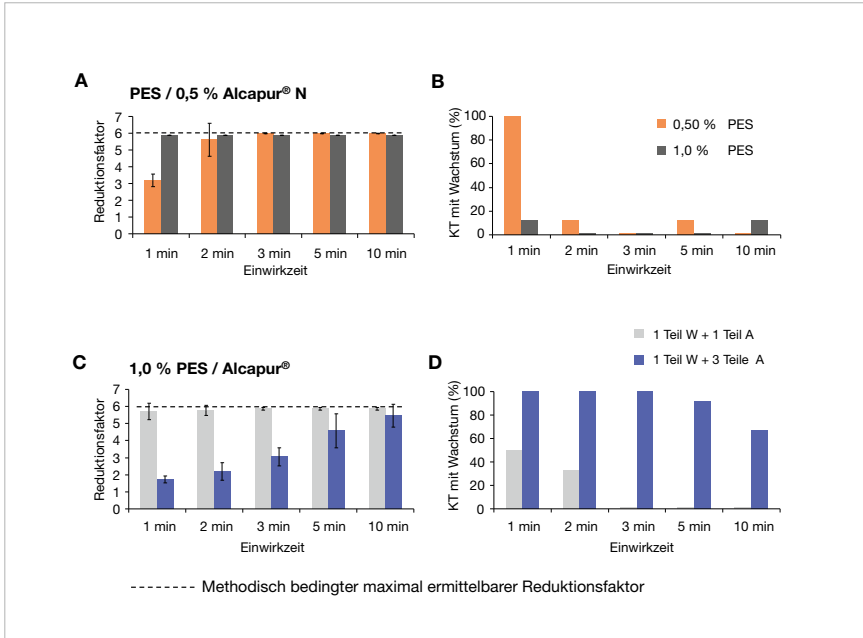 A
PES / 0,5 % Alcapur® N
Reduktionsfaktor
7
6
5
4
3
2
1
0
1 min 2 min 3 min 5 min 10 min
Einwirkzeit
B
KT mit Wachstum (%)
100
80
60
40
20
0
0,50 % PES
1,0 % PES
1 min 2 min 3 min 5 min 10 min
Einwirkzeit
C
1,0 % PES / Alcapur®
Reduktionsfaktor
7
6
5
4
3
2
1
0
1 min 2 min 3 min 5 min 10 min
Einwirkzeit
1 Teil W + 1 Teil A
1 Teil W + 3 Teile A
D
KT mit Wachstum (%)
100
80
60
40
20
0
1 min 2 min 3 min 5 min 10 min
Einwirkzeit
Methodisch bedingter maximal ermittelbarer Reduktionsfaktor